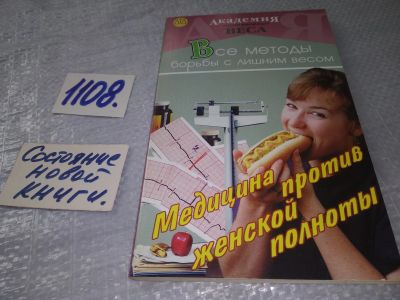 1108.
Состояние
новой
книги.
Академия
веса
Все методы
борьбы с лишним весом
Медицина против
женской
полноты